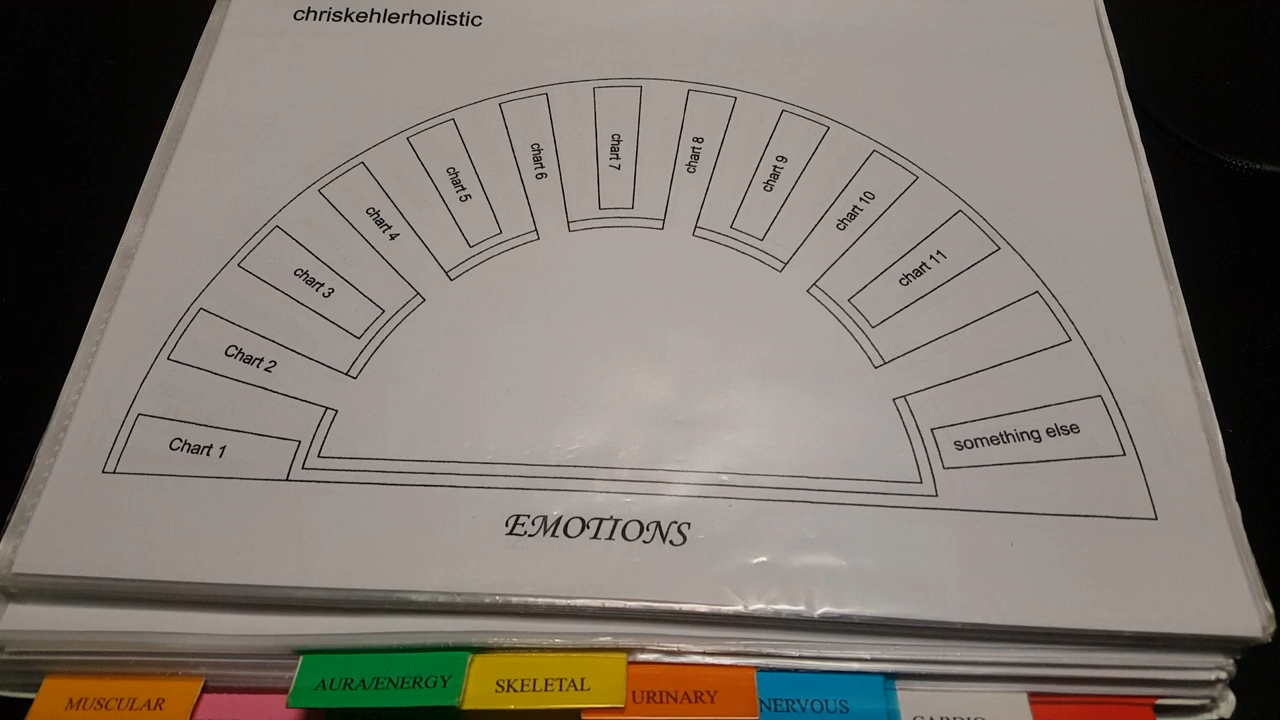 chriskehlerholistic
Chart 1
Chart 2
chart 3
chart 4
chart 5
chart 6
chart 7
chart 8
chart 9
chart 10
chart 11
something else
EMOTIONS
MUSCULAR
AURA/ENERGY
SKELETAL
URINARY
NERVOUS
CARDIO